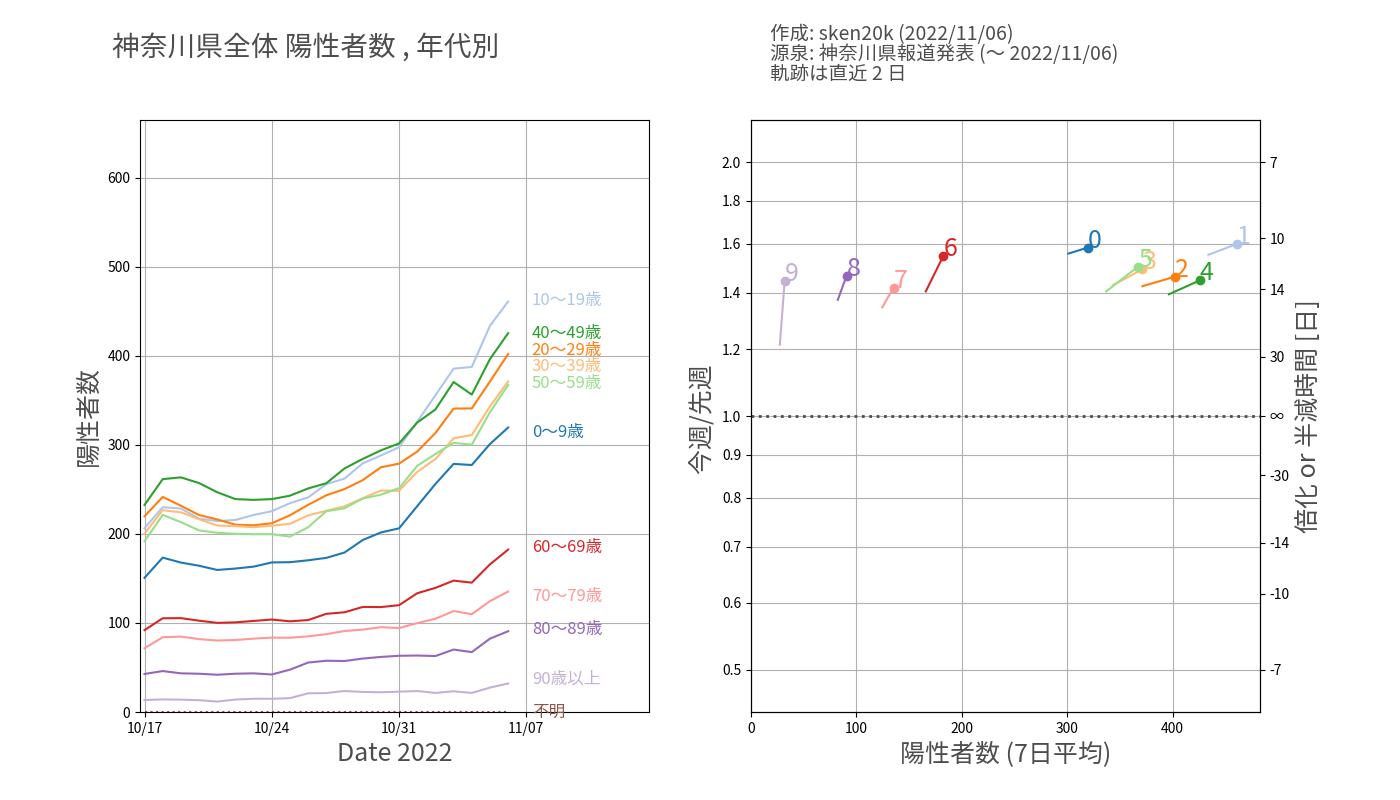 神奈川県全体 陽性者数 , 年代別
作成: sken20k (2022/11/06)
源泉: 神奈川県報道発表 (～ 2022/11/06)
軌跡は直近 2 日
陽性者数
600
500
400
300
200
100
0
10/17
10/24
10/31
11/07
Date 2022
10～19歳
40～49歳
20～29歳
30～39歳
50～59歳
0～9歳
60～69歳
70～79歳
80～89歳
90歳以上
不明
今週/先週
2.0
1.8
1.6
1.4
1.2
1.0
0.9
0.8
0.7
0.6
0.5
9
8
7
6
0
5
3
2
4
1
0
100
200
300
400
陽性者数 (7日平均)
7
10
14
30
∞
-30
-14
-10
-7
倍化 or 半減時間 [日]